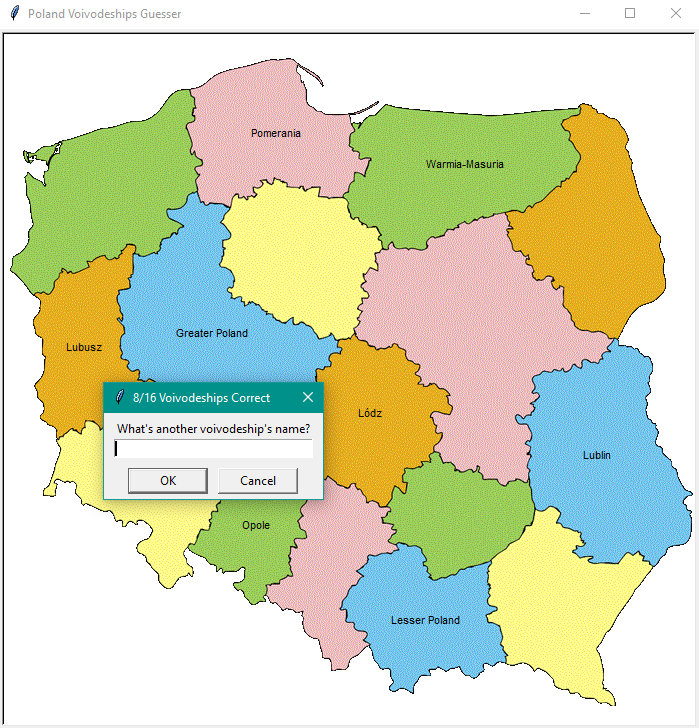 Poland Voivodeships Guesser
Pomerania
Warmia-Masuria
Greater Poland
Lubusz
8/16 Voivodeships Correct
What's another voivodeship's name?
OK
Cancel
Lódz
Lublin
Opole
Lesser Poland